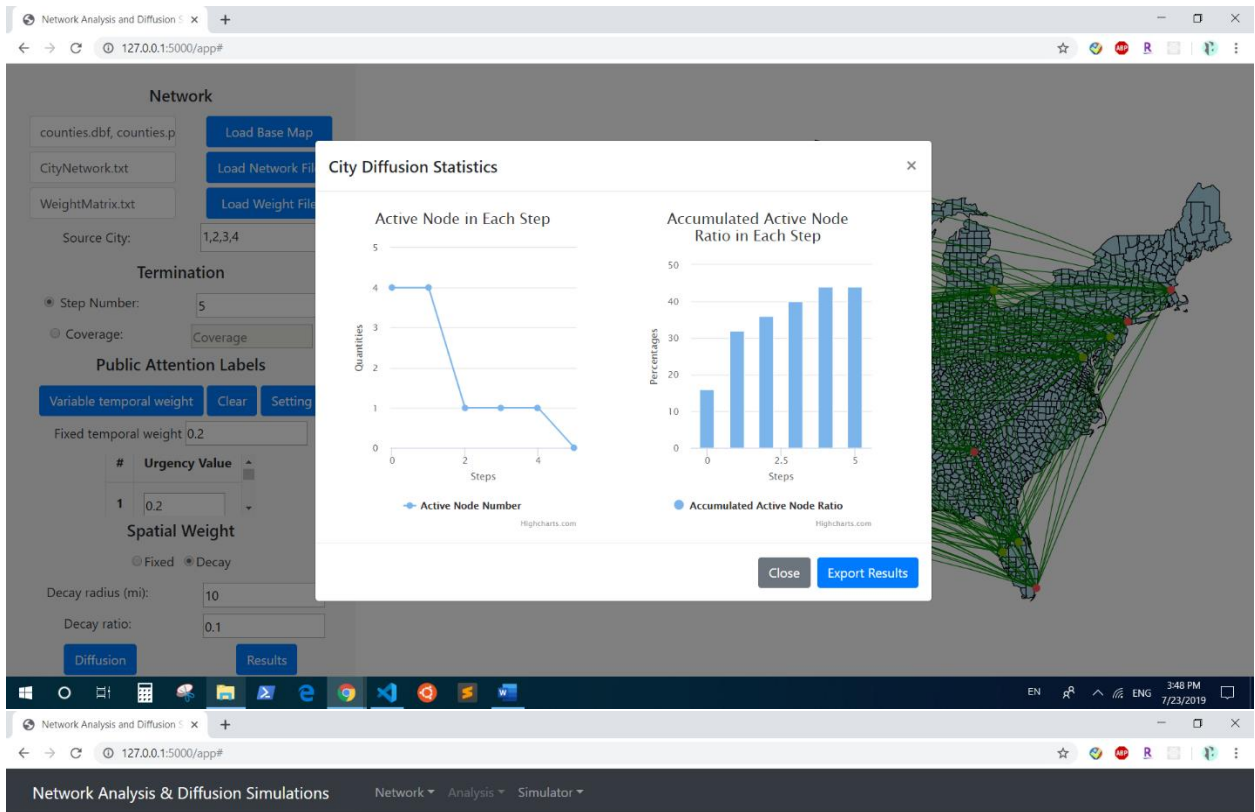 Network Analysis and Diffusion S
127.0.0.1:5000/app#
ABP
R
Network
counties.dbf, counties.p
Load Base Map
CityNetwork.txt
Load Network Fil
WeightMatrix.txt
Load Weight File
Source City:
1,2,3,4
Termination
Step Number:
5
Coverage:
Coverage
Public Attention Labels
Variable temporal weight
Clear
Setting
Fixed temporal weight
0.2
# Urgency Value
1 0.2
Spatial Weight
Fixed Decay
Decay radius (mi):
10
Decay ratio:
0.1
Diffusion
Results
City Diffusion Statistics
×
Active Node in Each Step
5
4
3
2
1
0
Quantities
0 2 4
Steps
Active Node Number
Highcharts.com
Accumulated Active Node
Ratio in Each Step
50
40
30
20
10
0
Percentages
0 2.5 5
Steps
Accumulated Active Node Ratio
Highcharts.com
Close
Export Results
EN
ENG
3:48 PM
7/23/2019
Network Analysis and Diffusion S
127.0.0.1:5000/app#
ABP
R
Network Analysis & Diffusion Simulations
Network
Analysis
Simulator